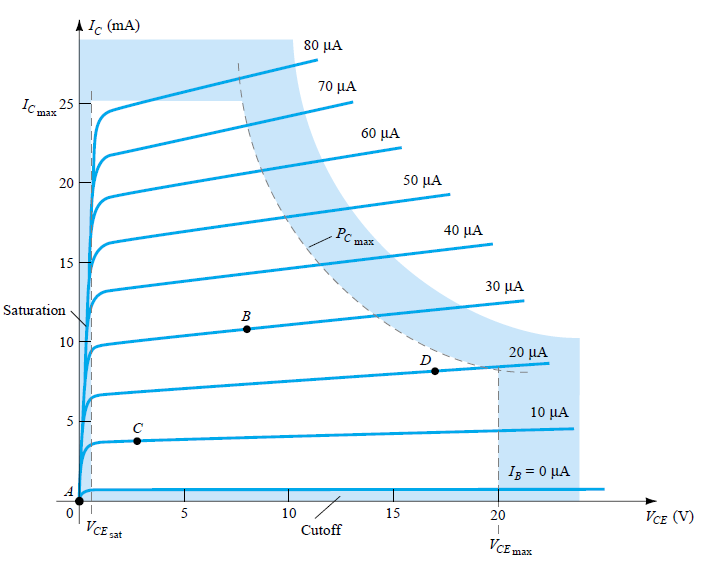 I_C (mA)
80 μA
70 μA
I_C max 25
60 μA
20
50 μA
40 μA
P_C max
15
30 μA
Saturation
B
10
20 μA
D
10 μA
5
C
I_B = 0 μA
A
0
5
10
15
20
V_CE (V)
V_CE sat
Cutoff
V_CE max